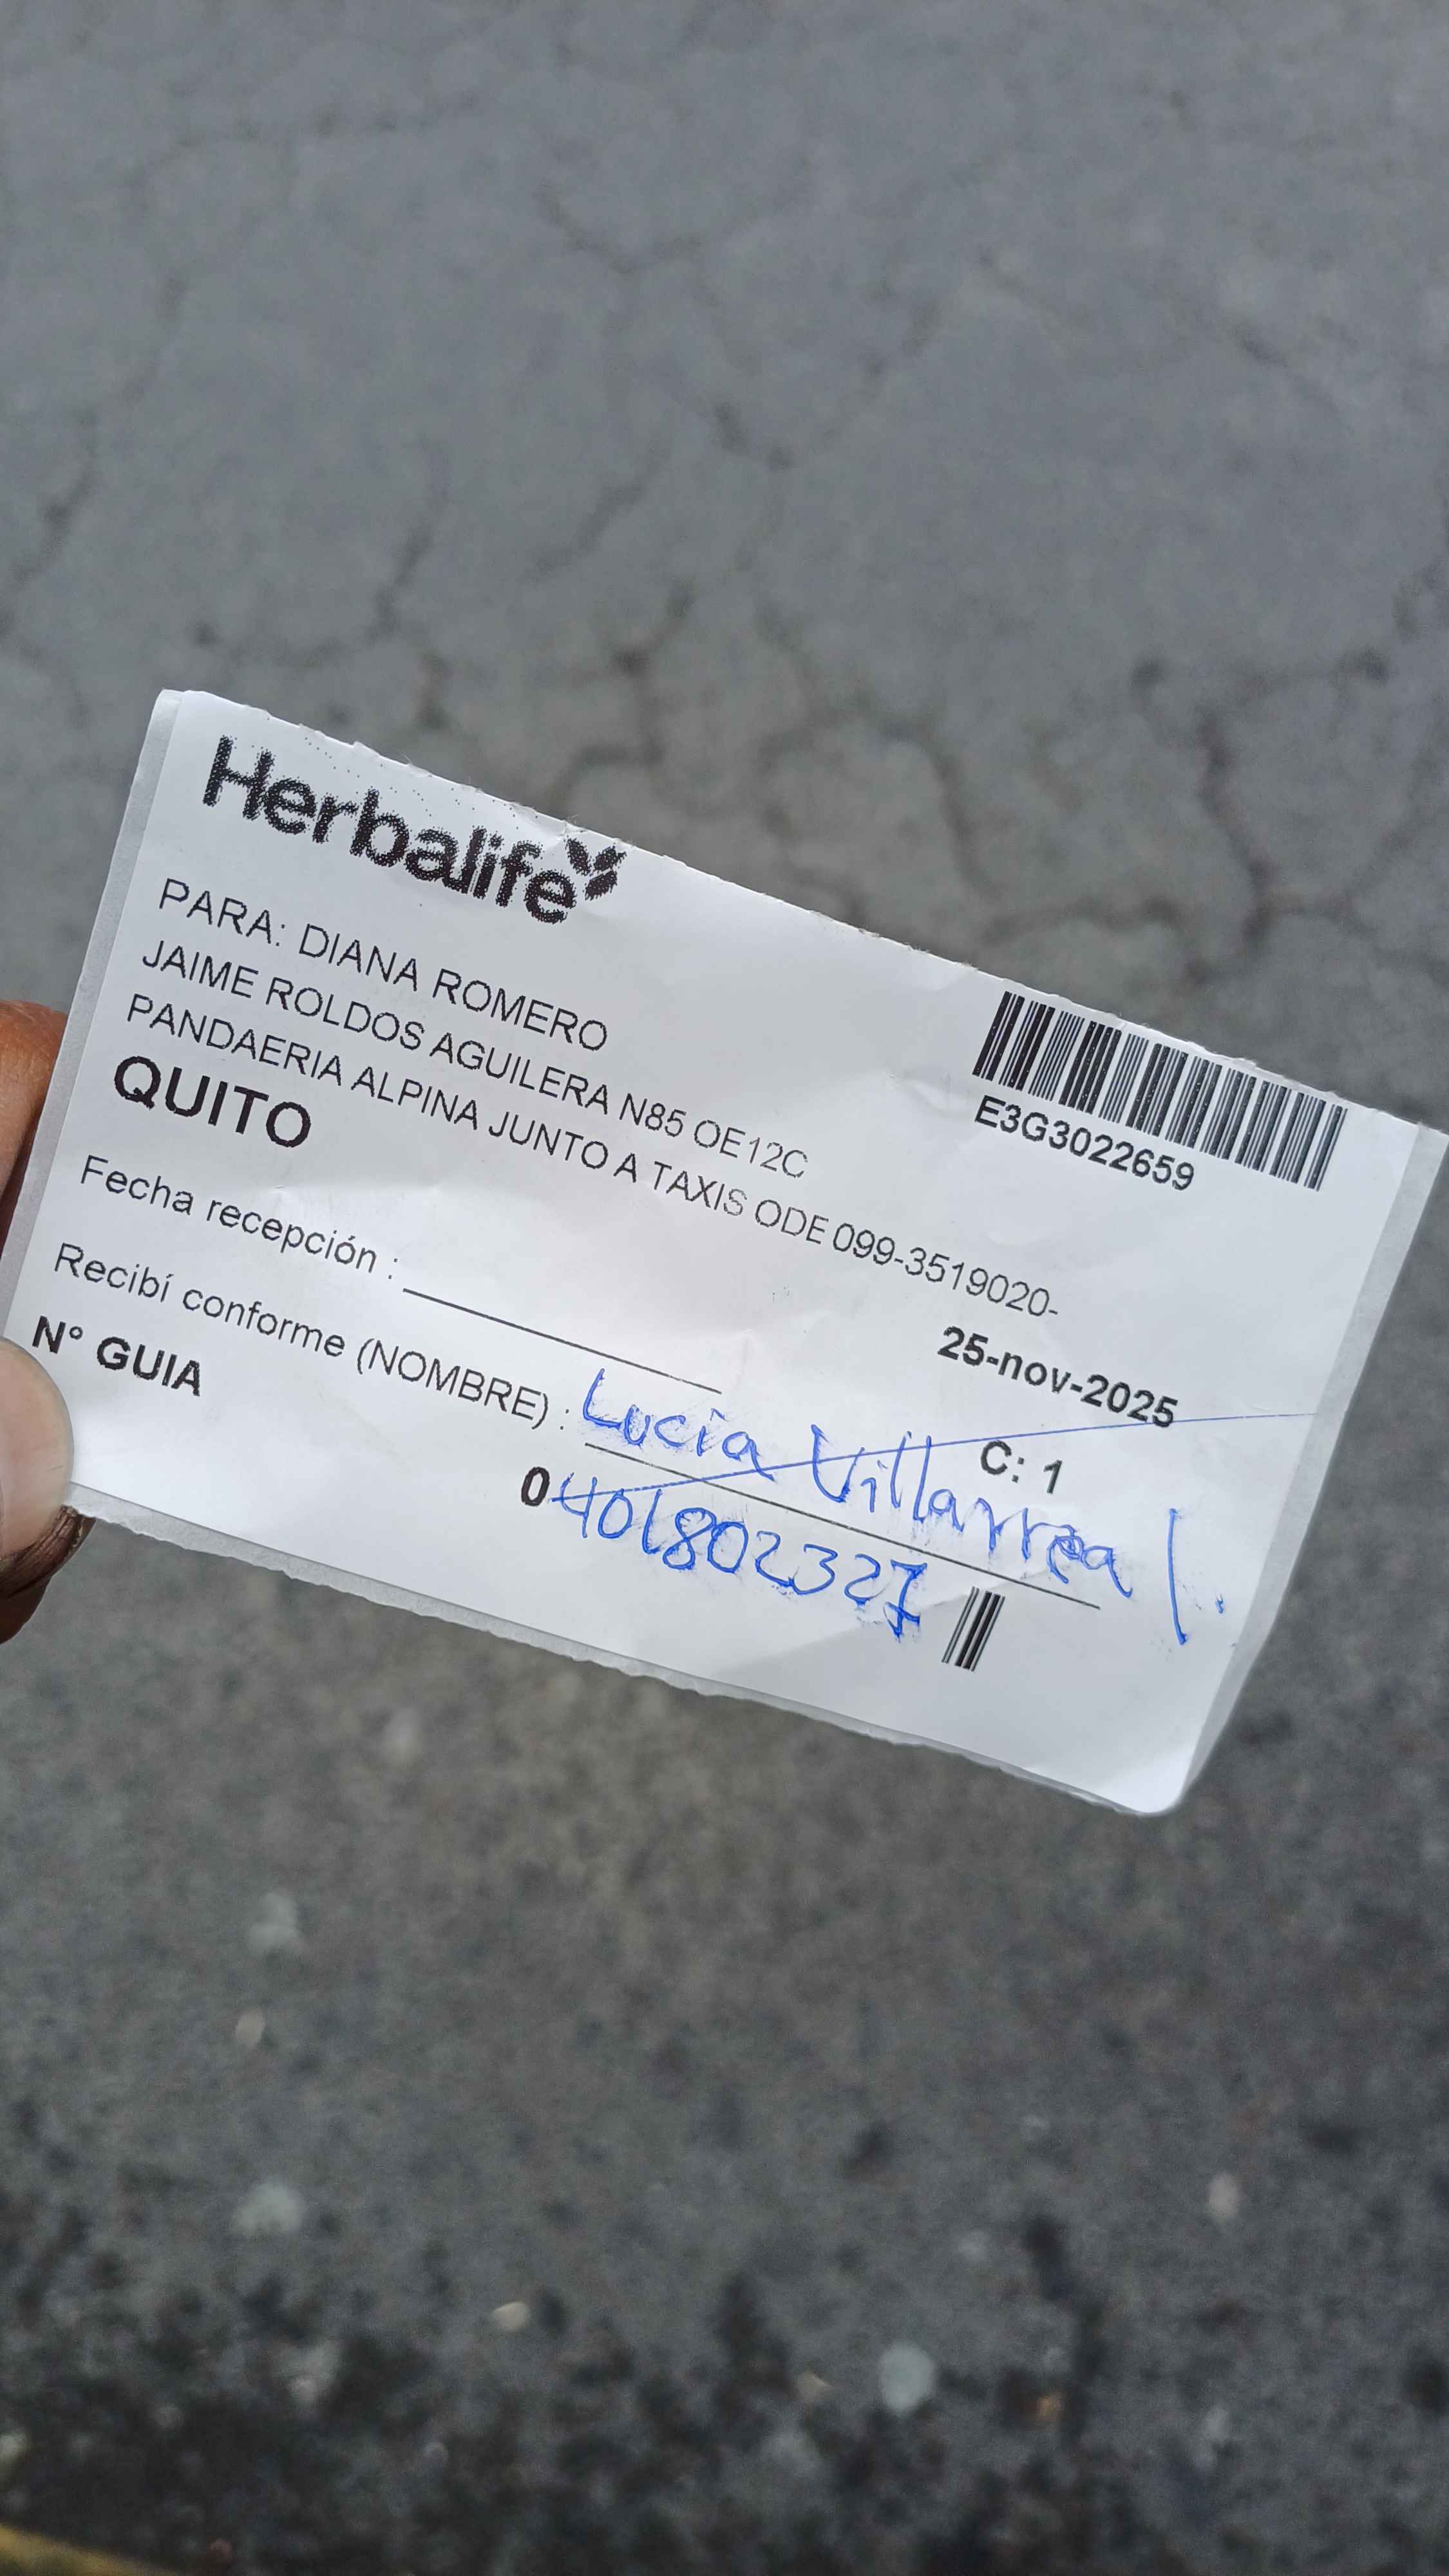 Herbalife
PARA: DIANA ROMERO
JAIME ROLDOS AGUILERA N85 OE12C
PANDAERIA ALPINA JUNTO A TAXIS ODE 099-3519020-
QUITO
E3G3022659
Fecha recepción :
25-nov-2025
Recibí conforme (NOMBRE) : Lucia Villarreal.
C: 1
N° GUIA
0401802327